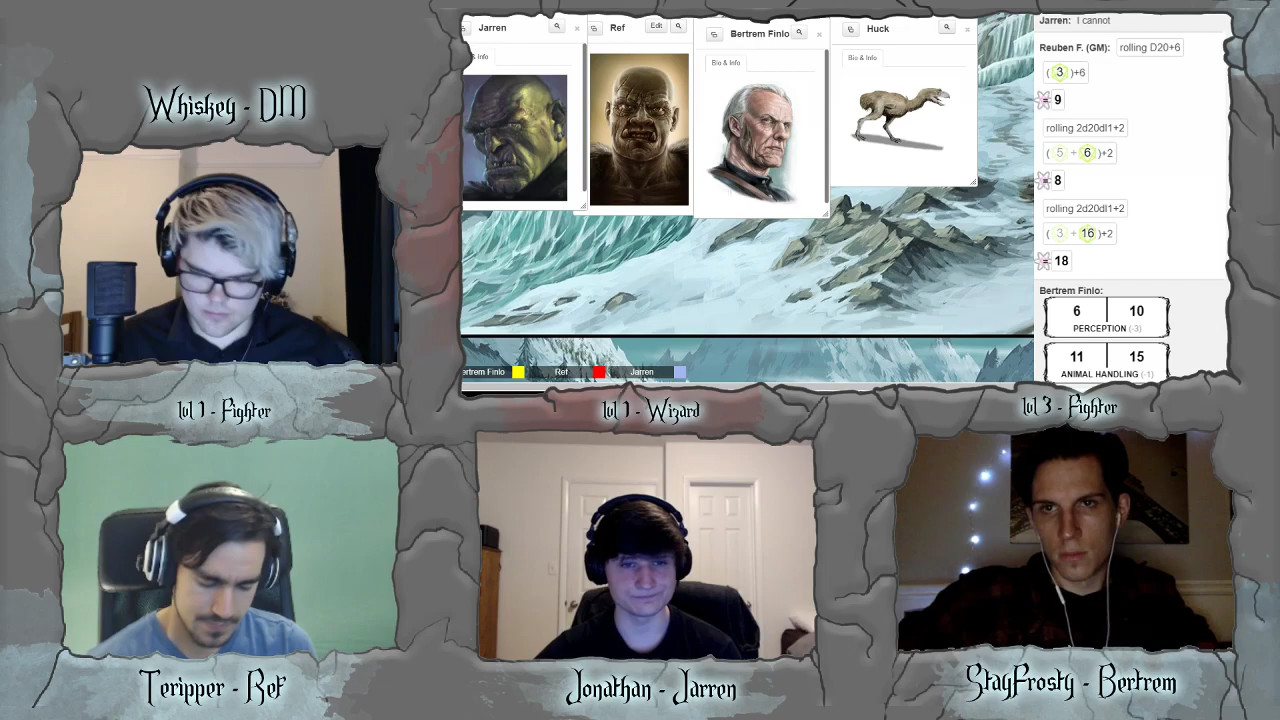 Whiskey - DM
Jarren
Ref
Edit
Bertrem Finlo
Huck
Bio & Info
Bio & Info
Info
Jarren: I cannot
Reuben F. (GM): rolling D20+6
( 3 )+6
= 9
rolling 2d20dl1+2
( 5 + 6 )+2
= 8
rolling 2d20dl1+2
( 3 + 16 )+2
= 18
Bertrem Finlo:
6 10
PERCEPTION (-3)
11 15
ANIMAL HANDLING (-1)
ertrem Finlo
Ref
Jarren
lvl 1 - Fighter
lvl 1 - Wizard
lvl 3 - Fighter
Teripper - Ref
Jonathan - Jarren
StayFrosty - Bertrem